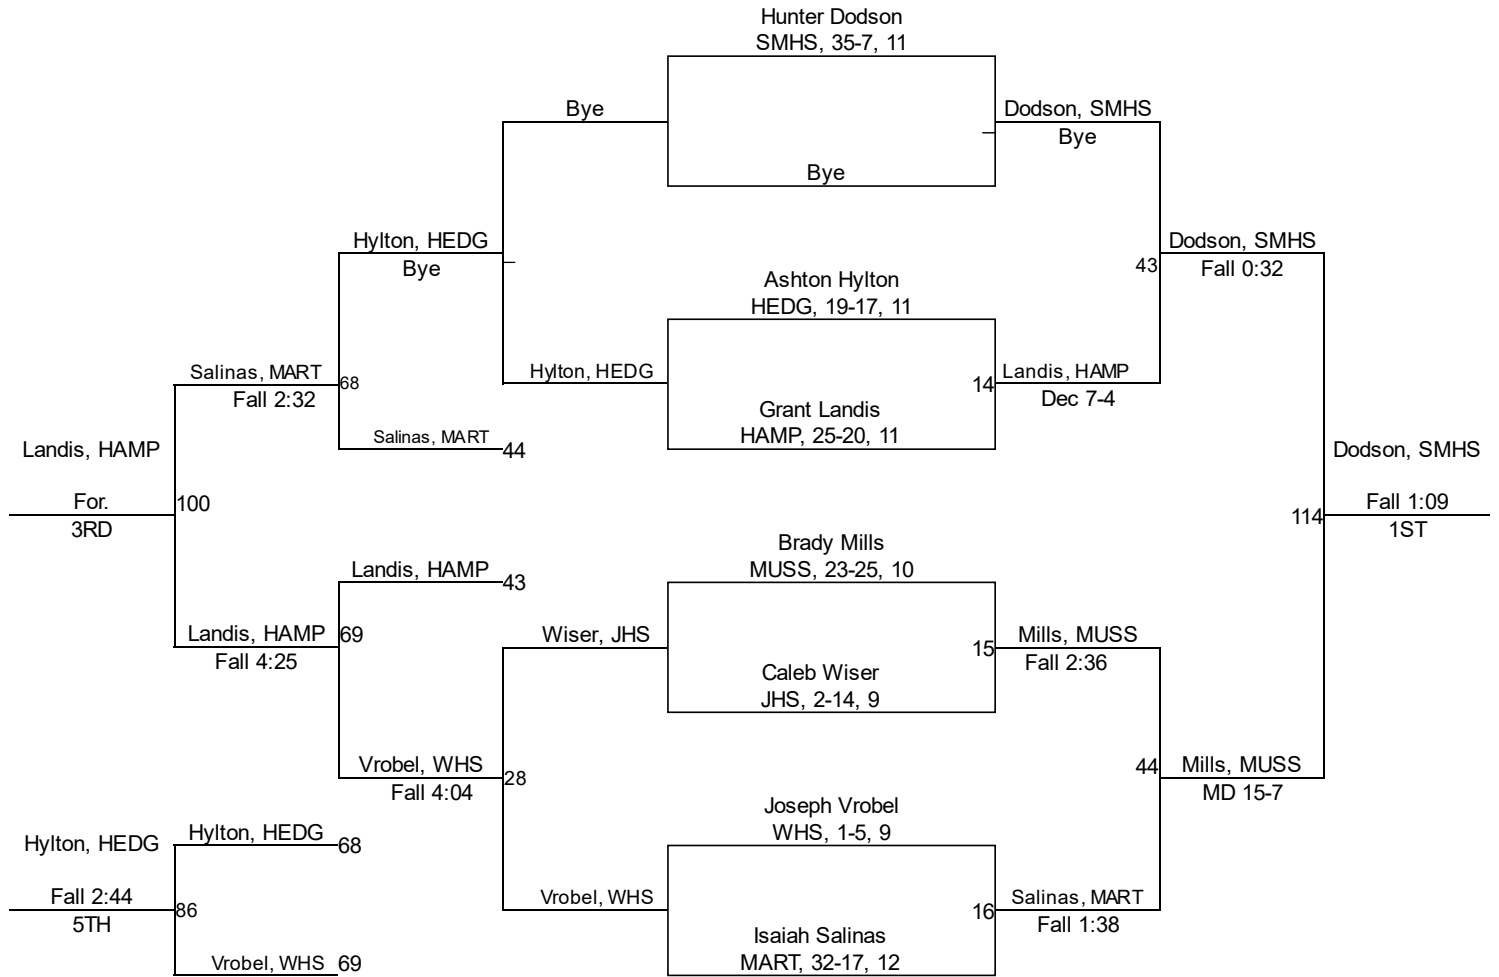 Hunter Dodson
SMHS, 35-7, 11
Bye
Dodson, SMHS
Bye
Bye
Hylton, HEDG
Bye
Dodson, SMHS
43
Fall 0:32
Ashton Hylton
HEDG, 19-17, 11
Salinas, MART
68
Fall 2:32
Hylton, HEDG
14
Landis, HAMP
Dec 7-4
Grant Landis
HAMP, 25-20, 11
Salinas, MART
44
Landis, HAMP
For.
100
3RD
Dodson, SMHS
Fall 1:09
114
1ST
Brady Mills
MUSS, 23-25, 10
Landis, HAMP
43
Landis, HAMP
69
Fall 4:25
Wiser, JHS
15
Mills, MUSS
Fall 2:36
Caleb Wiser
JHS, 2-14, 9
Vrobel, WHS
28
Fall 4:04
44
Mills, MUSS
MD 15-7
Joseph Vrobel
WHS, 1-5, 9
Hylton, HEDG
Hylton, HEDG
68
Fall 2:44
86
5TH
Vrobel, WHS
16
Salinas, MART
Fall 1:38
Isaiah Salinas
MART, 32-17, 12
Vrobel, WHS
69